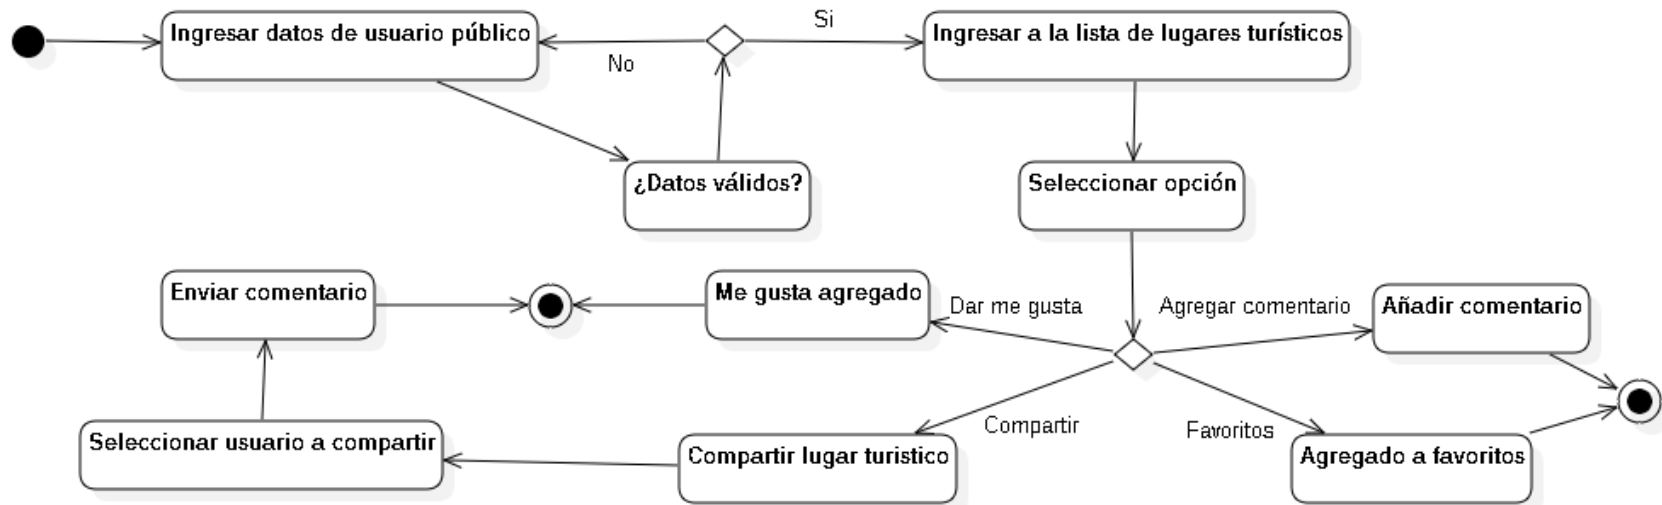 Ingresar datos de usuario público
Si
Ingresar a la lista de lugares turísticos
No
¿Datos válidos?
Seleccionar opción
Enviar comentario
Me gusta agregado
Dar me gusta
Agregar comentario
Añadir comentario
Seleccionar usuario a compartir
Compartir lugar turistico
Compartir
Favoritos
Agregado a favoritos